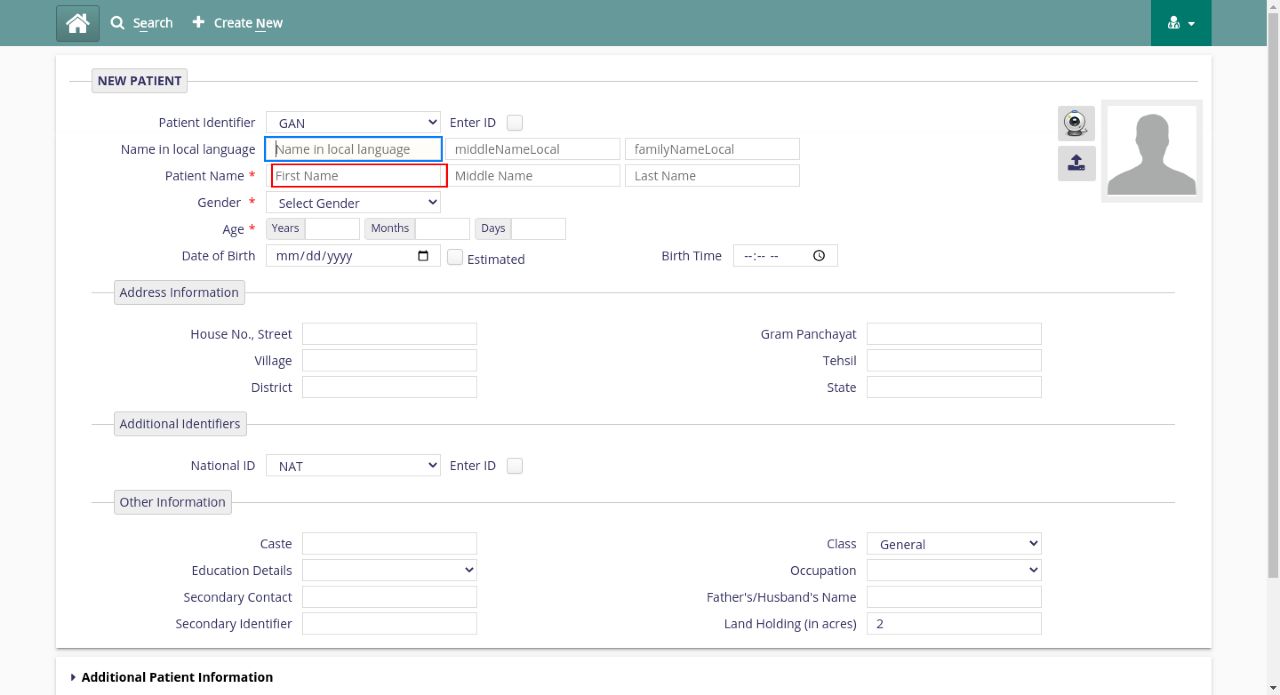 Search Create New
NEW PATIENT
Patient Identifier GAN Enter ID
Name in local language Name in local language middleNameLocal familyNameLocal
Patient Name * First Name Middle Name Last Name
Gender * Select Gender
Age * Years Months Days
Date of Birth mm/dd/yyyy Estimated Birth Time --:-- --
Address Information
House No., Street Gram Panchayat
Village Tehsil
District State
Additional Identifiers
National ID NAT Enter ID
Other Information
Caste Class General
Education Details Occupation
Secondary Contact Father's/Husband's Name
Secondary Identifier Land Holding (in acres) 2
Additional Patient Information